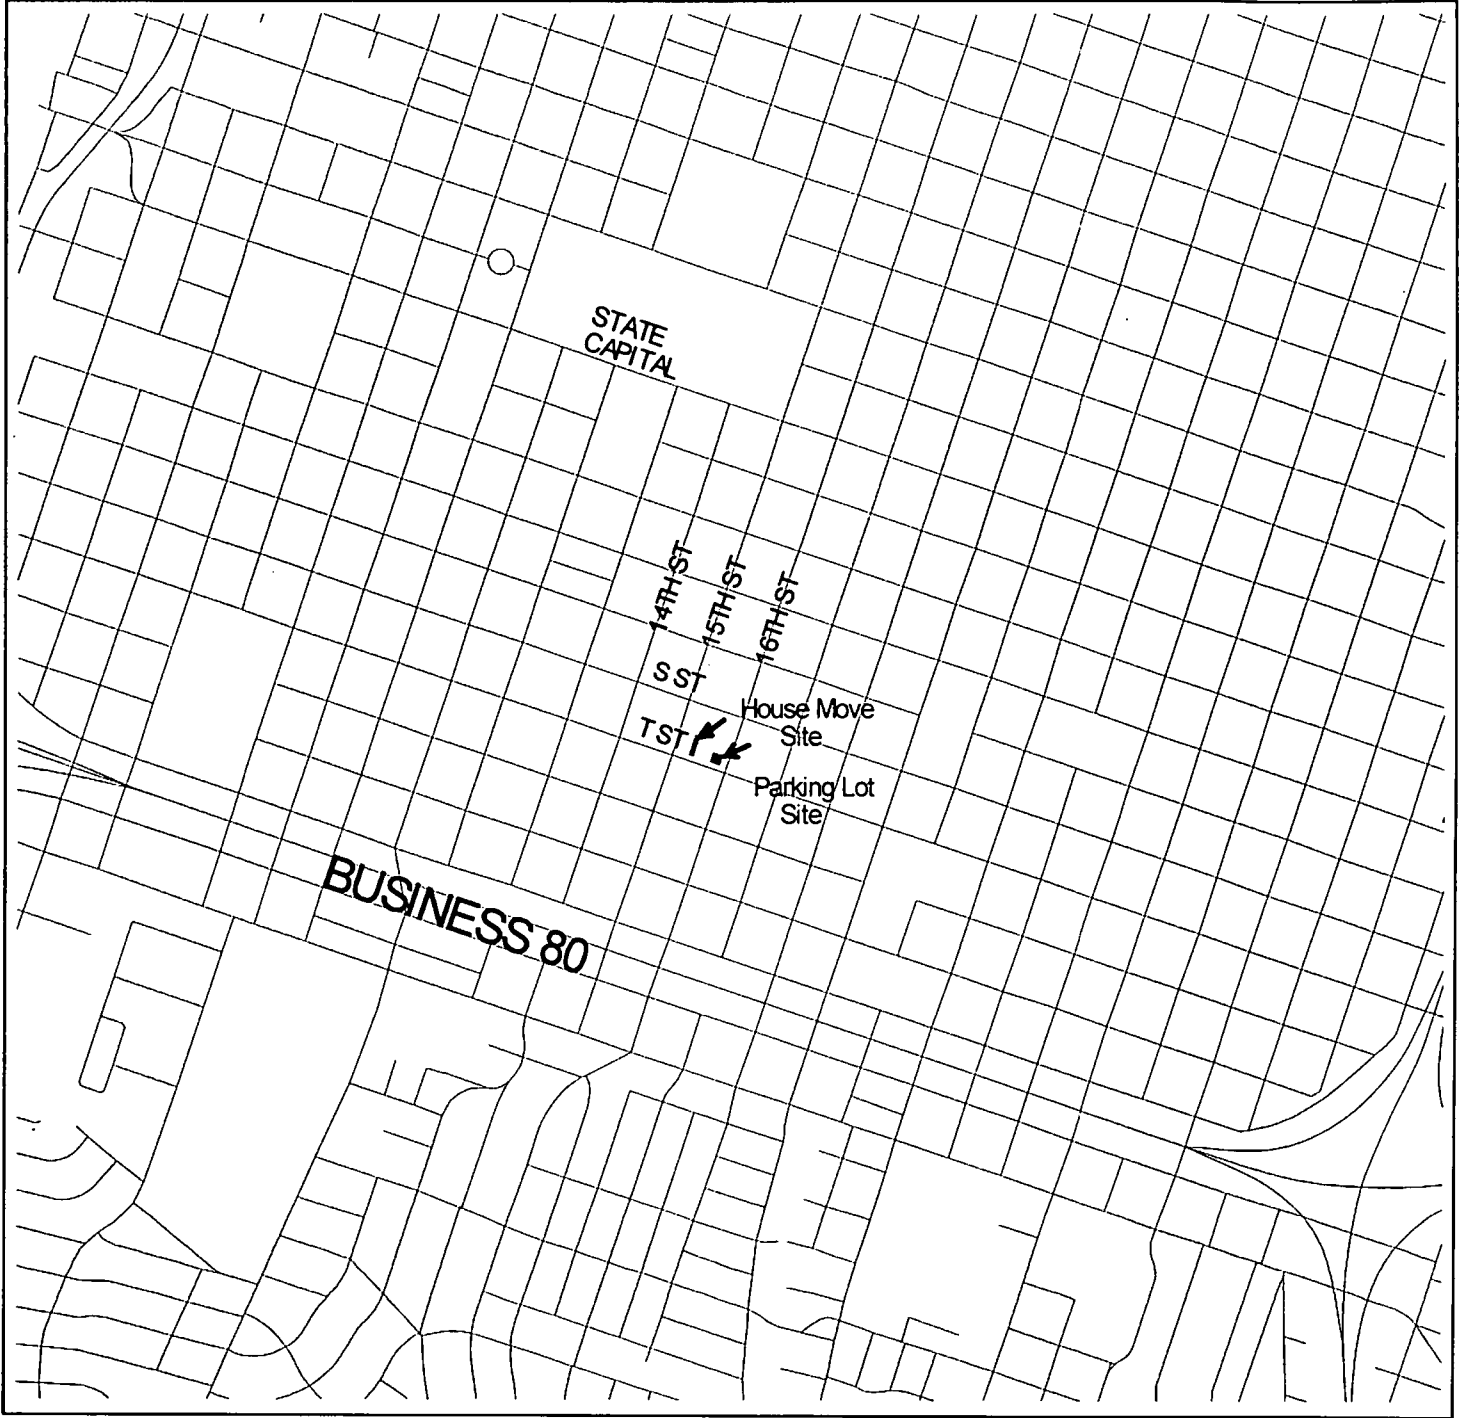 STATE
CAPITAL
14TH ST
15TH ST
16TH ST
S ST
T ST
House Move
Site
Parking Lot
Site
BUSINESS 80